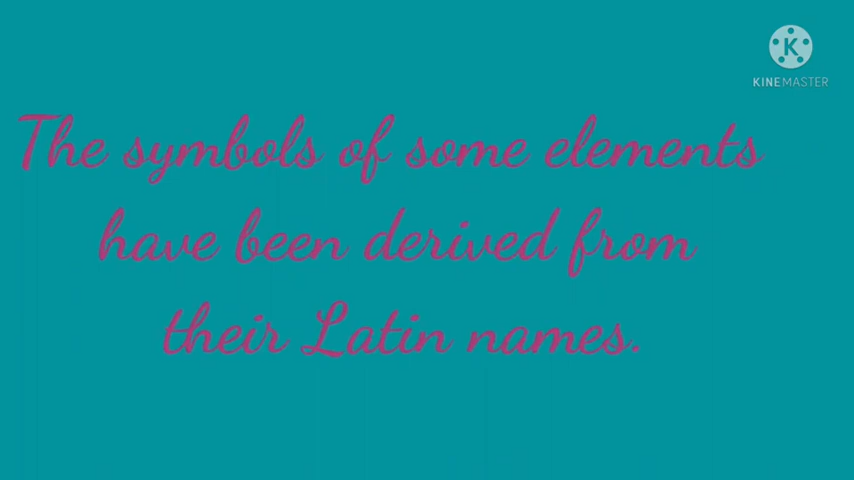 K
KINEMASTER
The symbols of some elements
have been derived from
their Latin names.